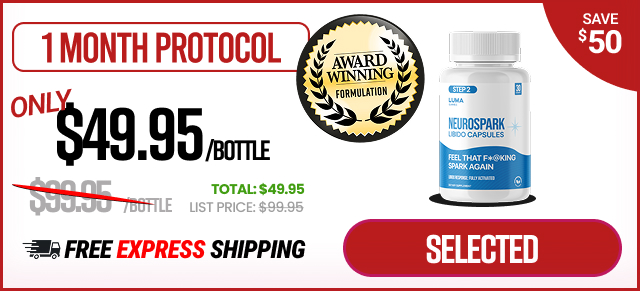 1 MONTH PROTOCOL
SAVE
$50
AWARD
WINNING
FORMULATION
ONLY
$49.95 /BOTTLE
$99.95 /BOTTLE
TOTAL: $49.95
LIST PRICE: $99.95
FREE EXPRESS SHIPPING
STEP 2
LUMA
NEUROSPARK
LIBIDO CAPSULES
FEEL THAT F*@KING
SPARK AGAIN
SELECTED